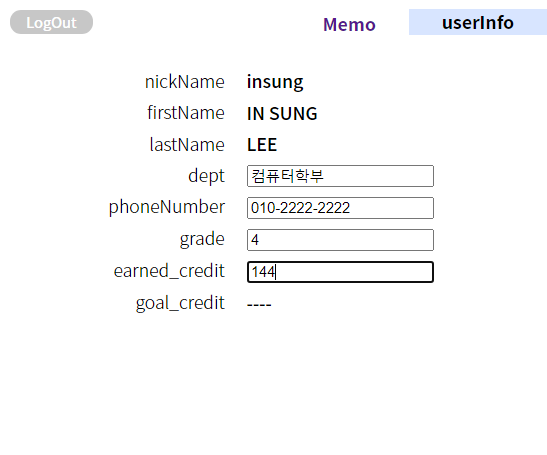 LogOut Memo userInfo
nickName insung
firstName IN SUNG
lastName LEE
dept 컴퓨터학부
phoneNumber 010-2222-2222
grade 4
earned_credit 144
goal_credit ----